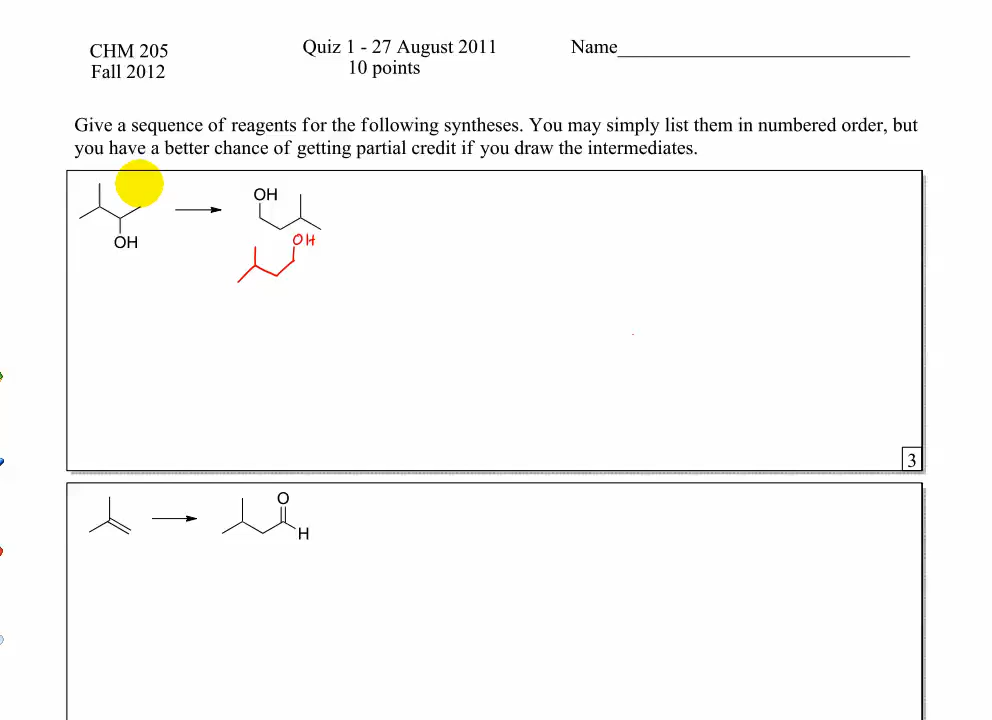 CHM 205
Fall 2012
Quiz 1 - 27 August 2011
10 points
Name
Give a sequence of reagents for the following syntheses. You may simply list them in numbered order, but
you have a better chance of getting partial credit if you draw the intermediates.
OH
OH
OH
3
O
H